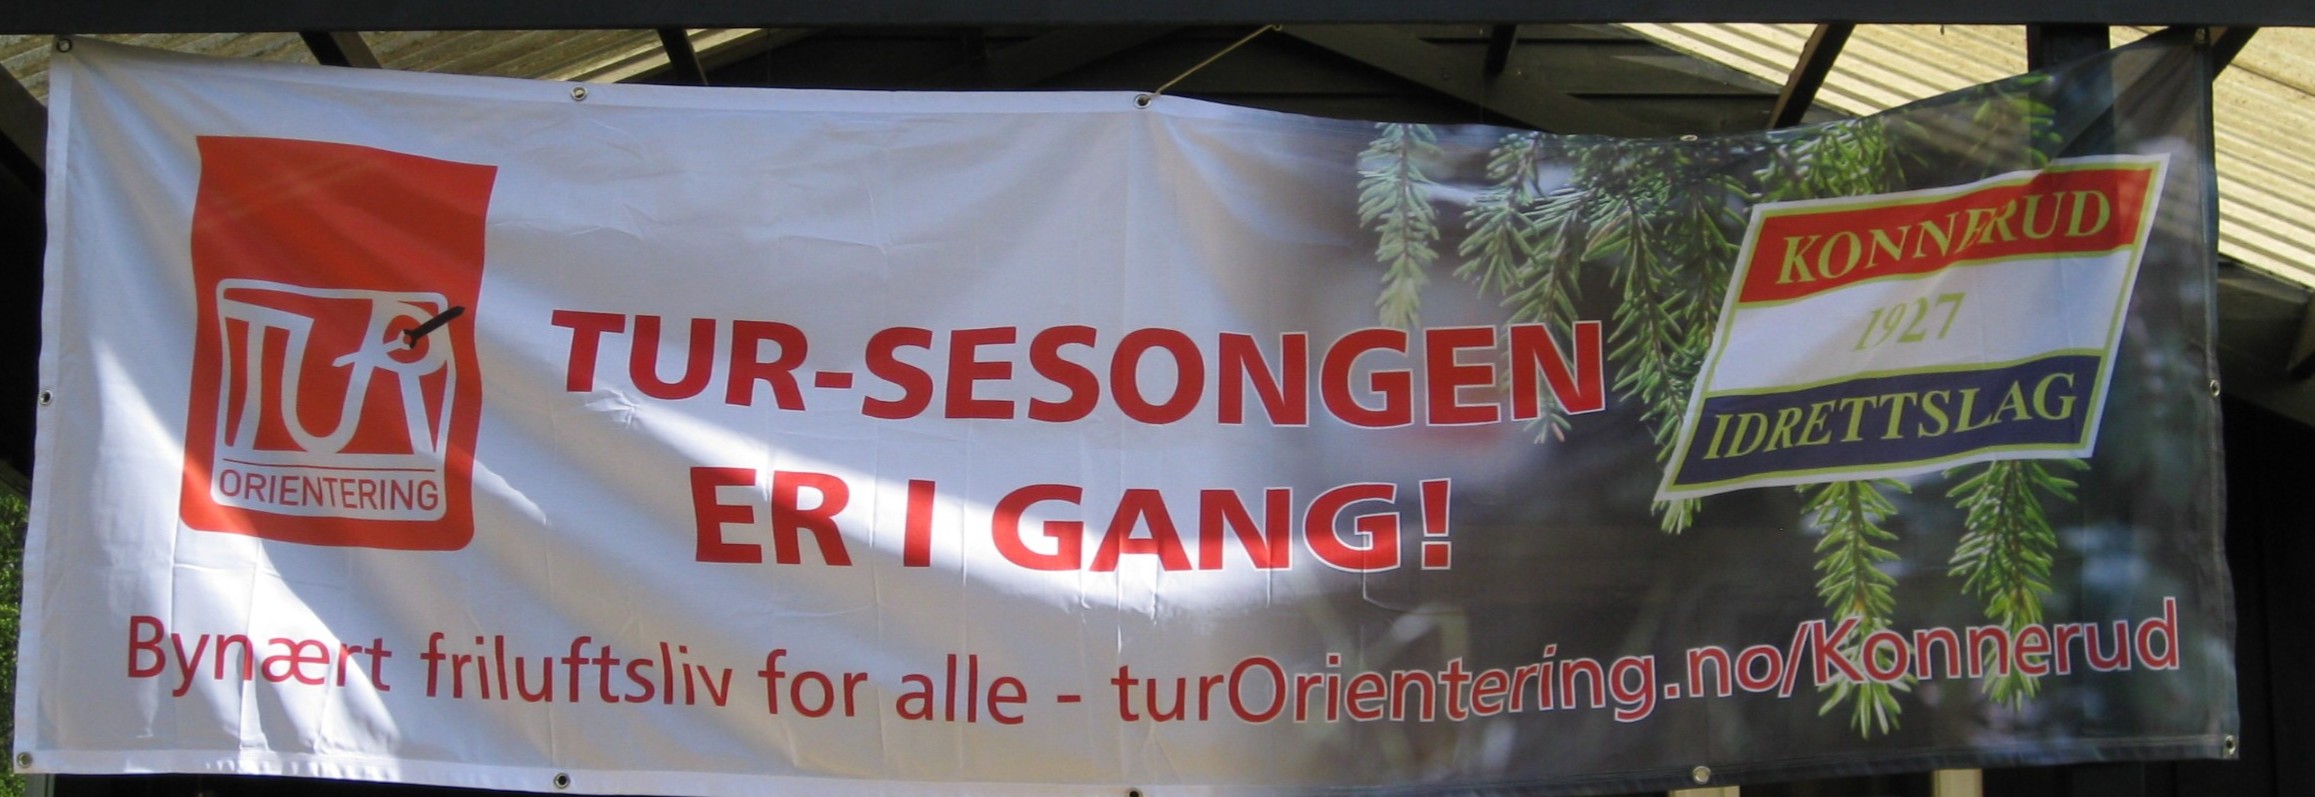 TUR
ORIENTERING
TUR-SESONGEN
ER I GANG!
Bynært friluftsliv for alle - turOrientering.no/Konnerud
KONNERUD
1927
IDRETTSLAG